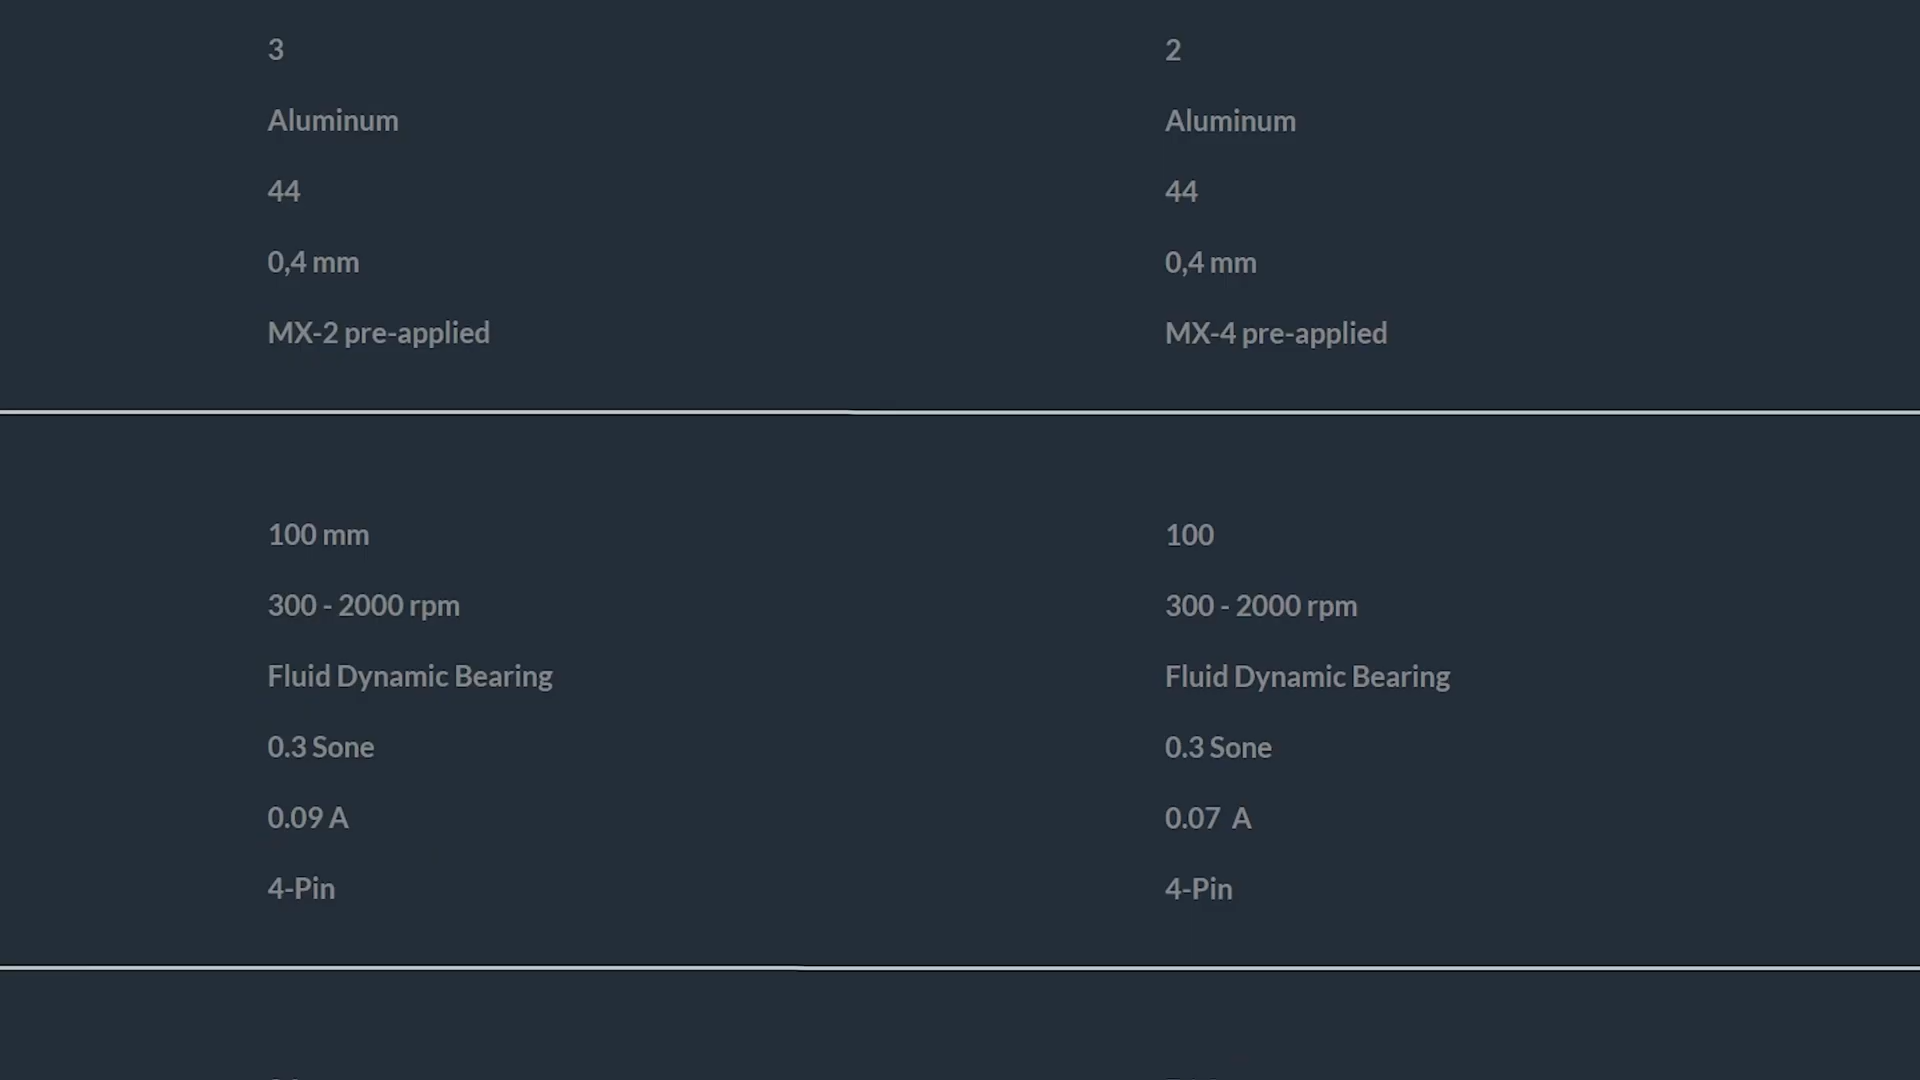 3 2
Aluminum Aluminum
44 44
0,4 mm 0,4 mm
MX-2 pre-applied MX-4 pre-applied
100 mm 100
300 - 2000 rpm 300 - 2000 rpm
Fluid Dynamic Bearing Fluid Dynamic Bearing
0.3 Sone 0.3 Sone
0.09 A 0.07 A
4-Pin 4-Pin